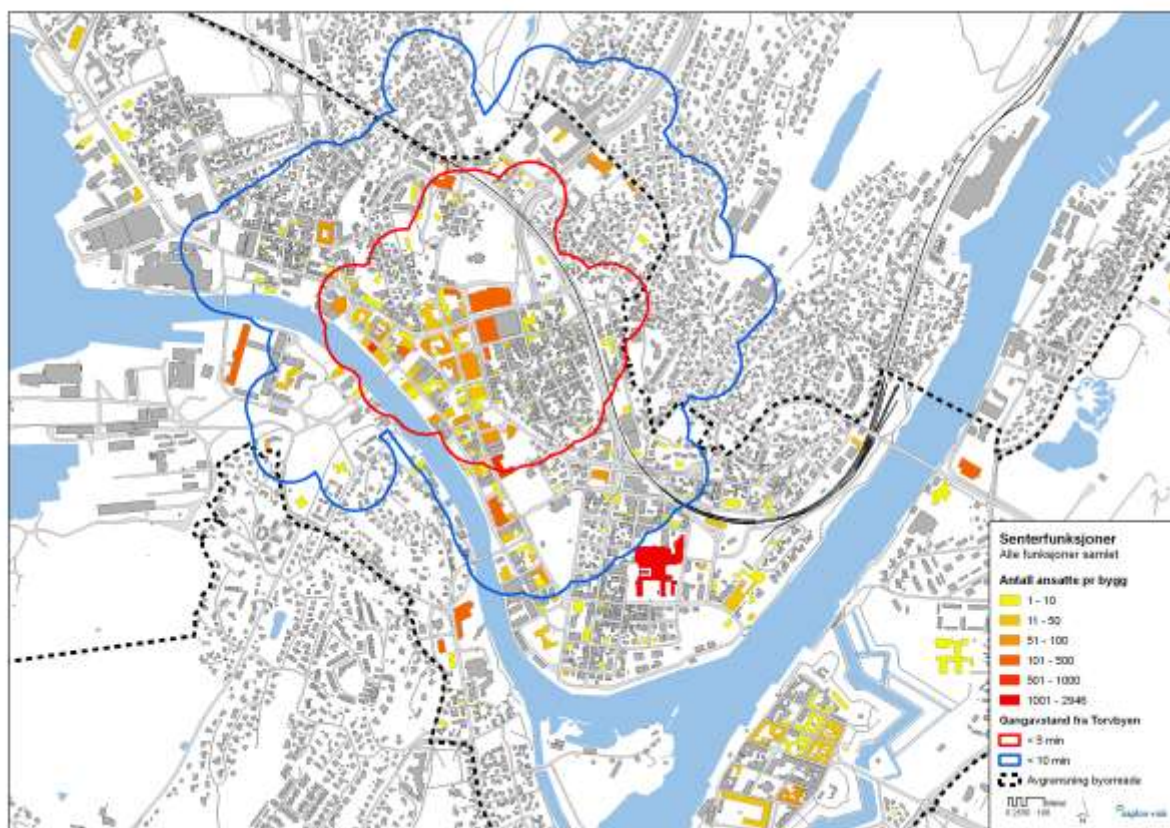 Senterfunksjoner
Alle funksjoner samlet
Antall ansatte pr bygg
1 - 10
11 - 50
51 - 100
101 - 500
501 - 1000
1001 - 2946
Gangavstand fra Torvbyen
< 5 min
< 10 min
Avgrensning byområde